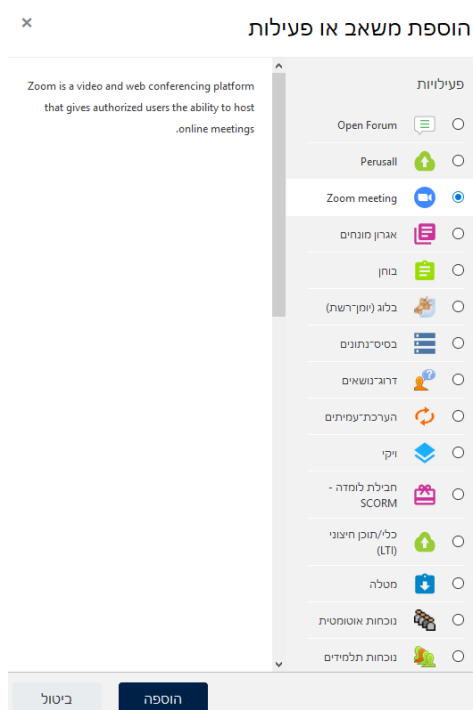 הוספת משאב או פעילות
×
פעילויות
Open Forum
Perusall
Zoom meeting
אגרון מונחים
בוחן
בלוג (יומן־רשת)
בסיס־נתונים
דרוג־נושאים
הערכת־עמיתים
ויקי
חבילת לומדה -
SCORM
כלי/תוכן חיצוני
(LTI)
מטלה
נוכחות אוטומטית
נוכחות תלמידים
Zoom is a video and web conferencing platform
that gives authorized users the ability to host
.online meetings
הוספה
ביטול